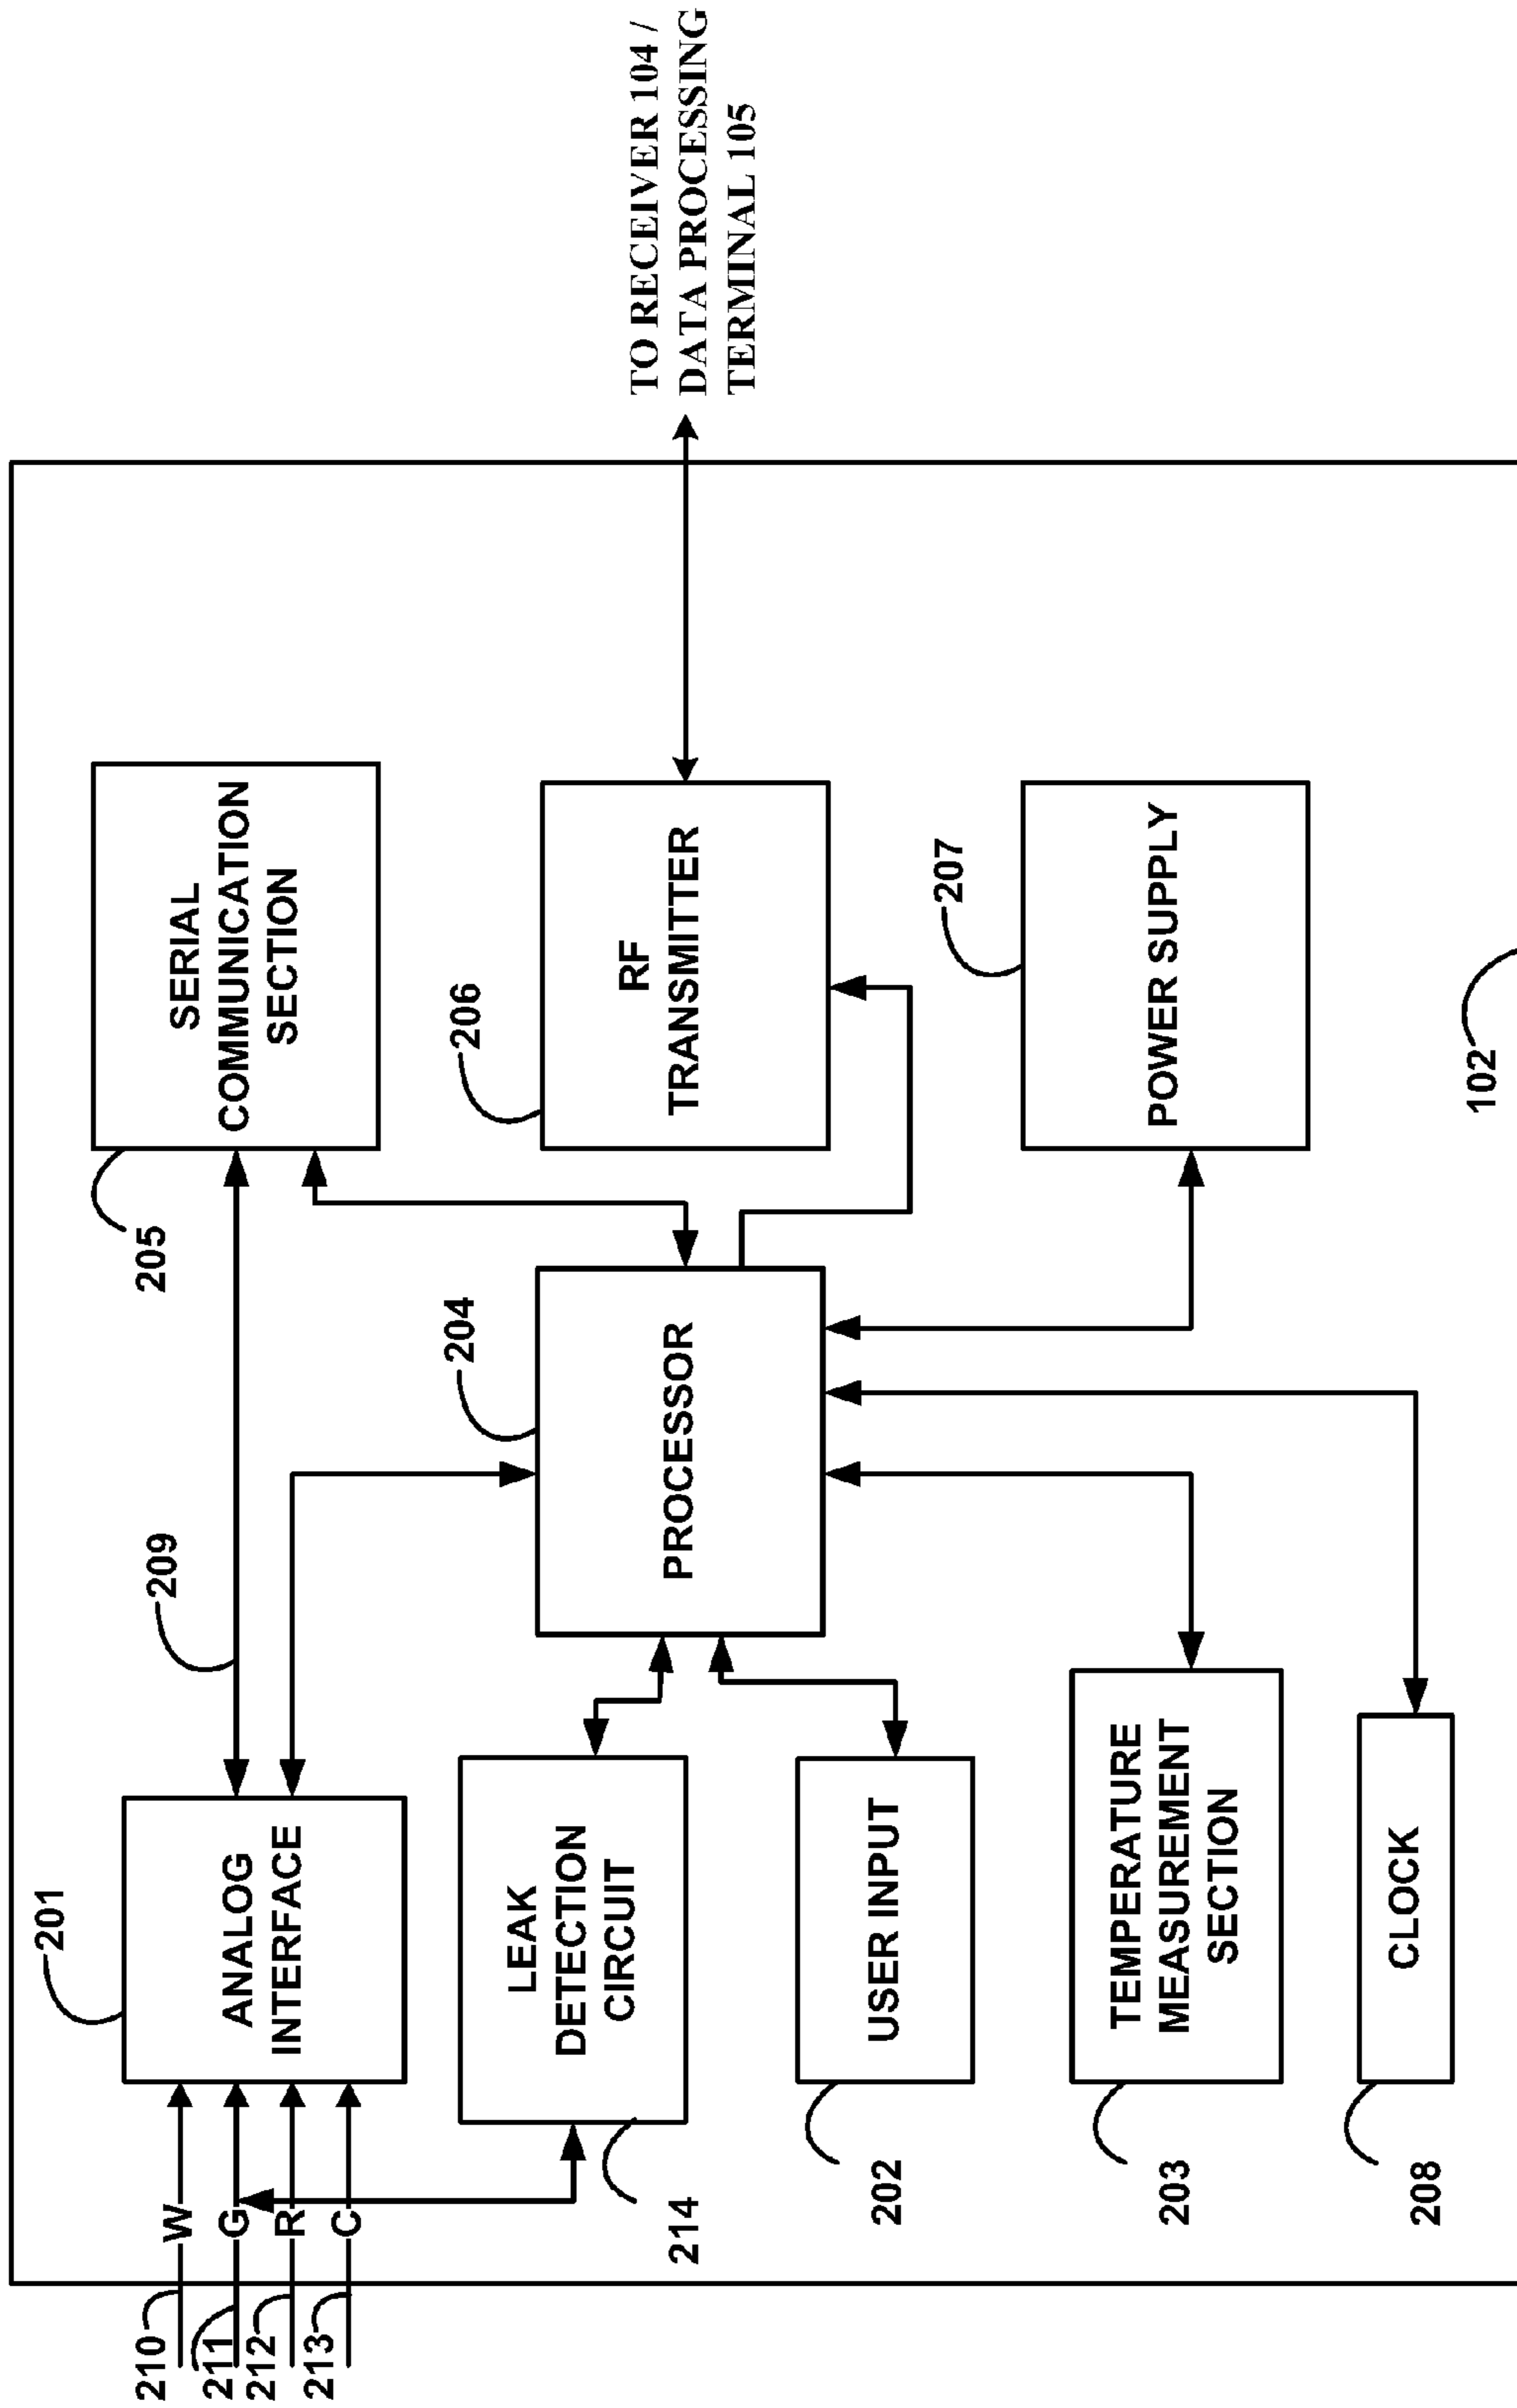 210
W
211
G
212
R
213
C
201
ANALOG
INTERFACE
209
205
SERIAL
COMMUNICATION
SECTION
214
LEAK
DETECTION
CIRCUIT
204
PROCESSOR
206
RF
TRANSMITTER
TO RECEIVER 104 /
DATA PROCESSING
TERMINAL 105
202
USER INPUT
203
TEMPERATURE
MEASUREMENT
SECTION
207
POWER SUPPLY
208
CLOCK
102